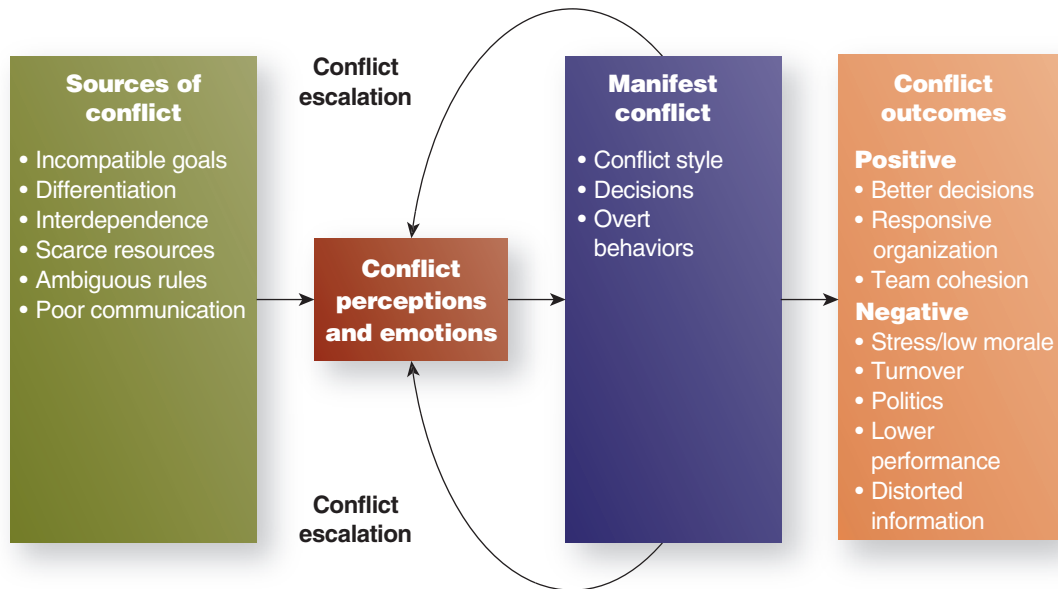 Sources of
conflict
• Incompatible goals
• Differentiation
• Interdependence
• Scarce resources
• Ambiguous rules
• Poor communication
Conflict
escalation
Conflict
perceptions
and emotions
Conflict
escalation
Manifest
conflict
• Conflict style
• Decisions
• Overt
behaviors
Conflict
outcomes
Positive
• Better decisions
• Responsive
organization
• Team cohesion
Negative
• Stress/low morale
• Turnover
• Politics
• Lower
performance
• Distorted
information